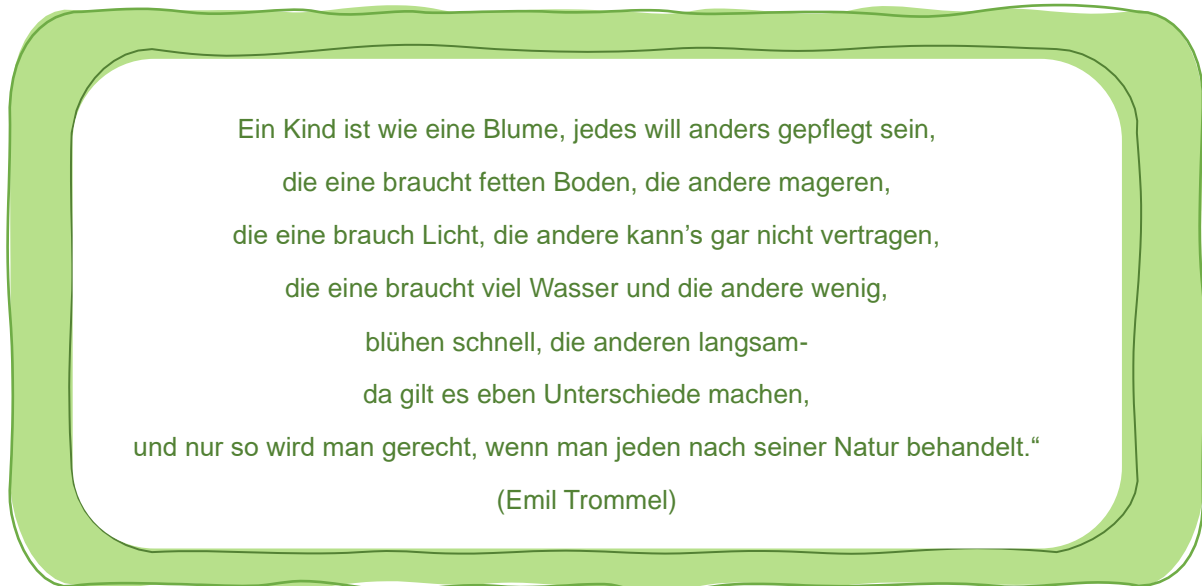 Ein Kind ist wie eine Blume, jedes will anders gepflegt sein,
die eine braucht fetten Boden, die andere mageren,
die eine brauch Licht, die andere kann’s gar nicht vertragen,
die eine braucht viel Wasser und die andere wenig,
blühen schnell, die anderen langsam-
da gilt es eben Unterschiede machen,
und nur so wird man gerecht, wenn man jeden nach seiner Natur behandelt.“
(Emil Trommel)